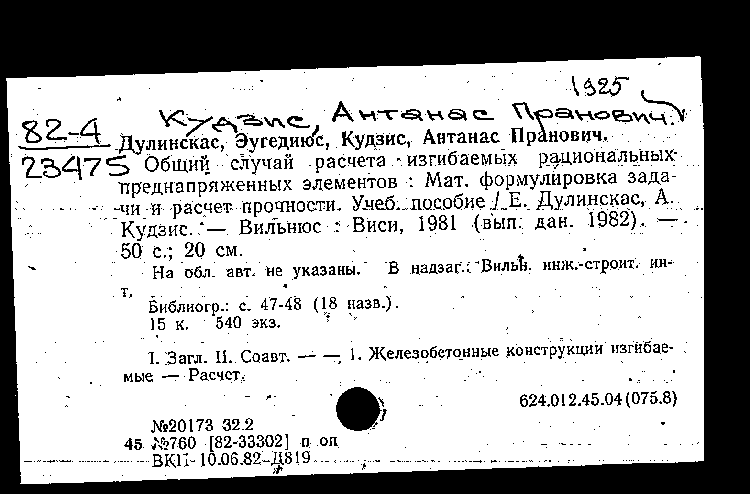 1925
Кудзис, Антанас Пранович.
82-4
23475
Дулинскас, Эугедиюс, Кудзис, Антанас Пранович.
Общий случай расчета изгибаемых рациональных
преднапряженных элементов : Мат. формулировка зада-
чи и расчет прочности. Учеб. пособие / Е. Дулинскас, А.
Кудзис. — Вильнюс : Виси, 1981 (вып. дан. 1982). —
50 с.; 20 см.
На обл. авт. не указаны. В надзаг.: Вильн. инж.-строит. ин-
т.
Библиогр.: с. 47-48 (18 назв.).
15 к. 540 экз.
I. Загл. II. Соавт. — — 1. Железобетонные конструкции изгибае-
мые — Расчет.
624.012.45.04(075.8)
№20173 32.2
45 №760 [82-33302] п оп
ВКП-10.06.82-Д819